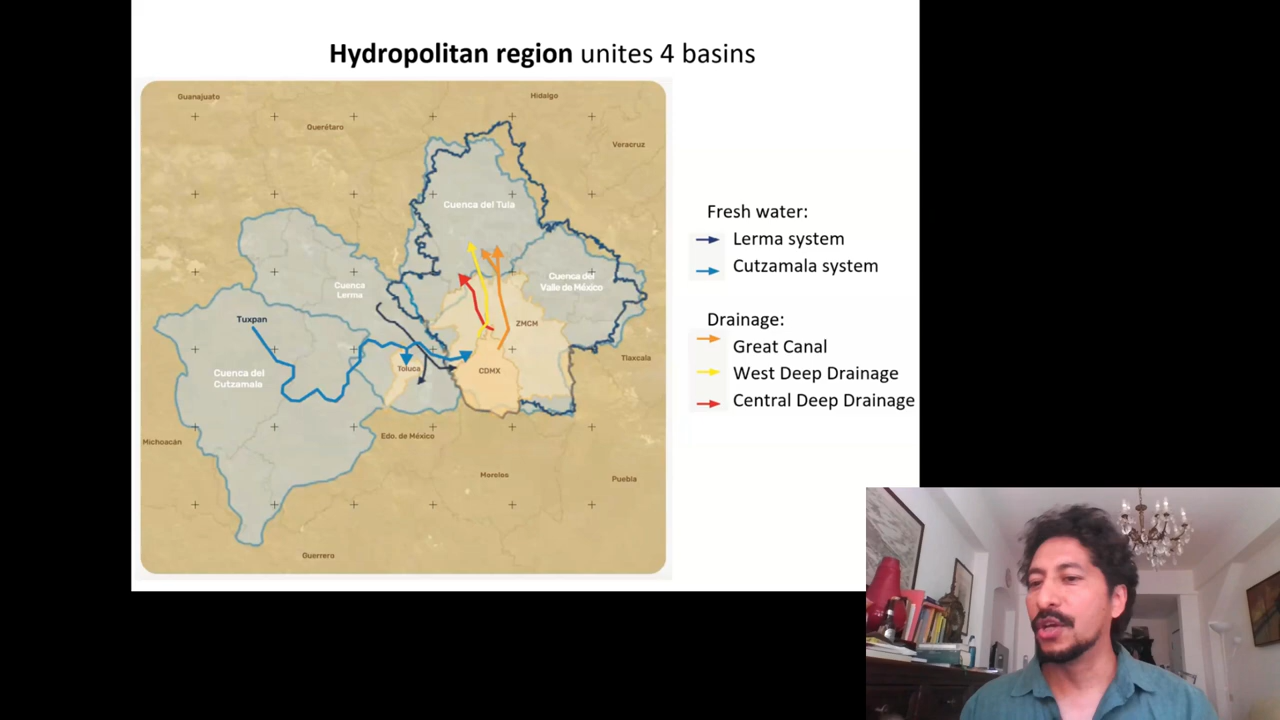 Hydropolitan region unites 4 basins
Guanajuato
Hidalgo
Querétaro
Veracruz
Cuenca del Tula
Cuenca del
Valle de México
Cuenca
Lerma
Tuxpan
ZMCM
Tlaxcala
Toluca
CDMX
Cuenca del
Cutzamala
Michoacán
Edo. de México
Morelos
Puebla
Guerrero
Fresh water:
Lerma system
Cutzamala system
Drainage:
Great Canal
West Deep Drainage
Central Deep Drainage